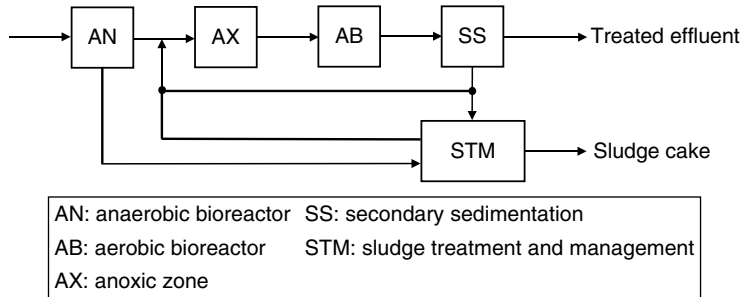 AN
AX
AB
SS
Treated effluent
STM
Sludge cake
AN: anaerobic bioreactor SS: secondary sedimentation
AB: aerobic bioreactor STM: sludge treatment and management
AX: anoxic zone